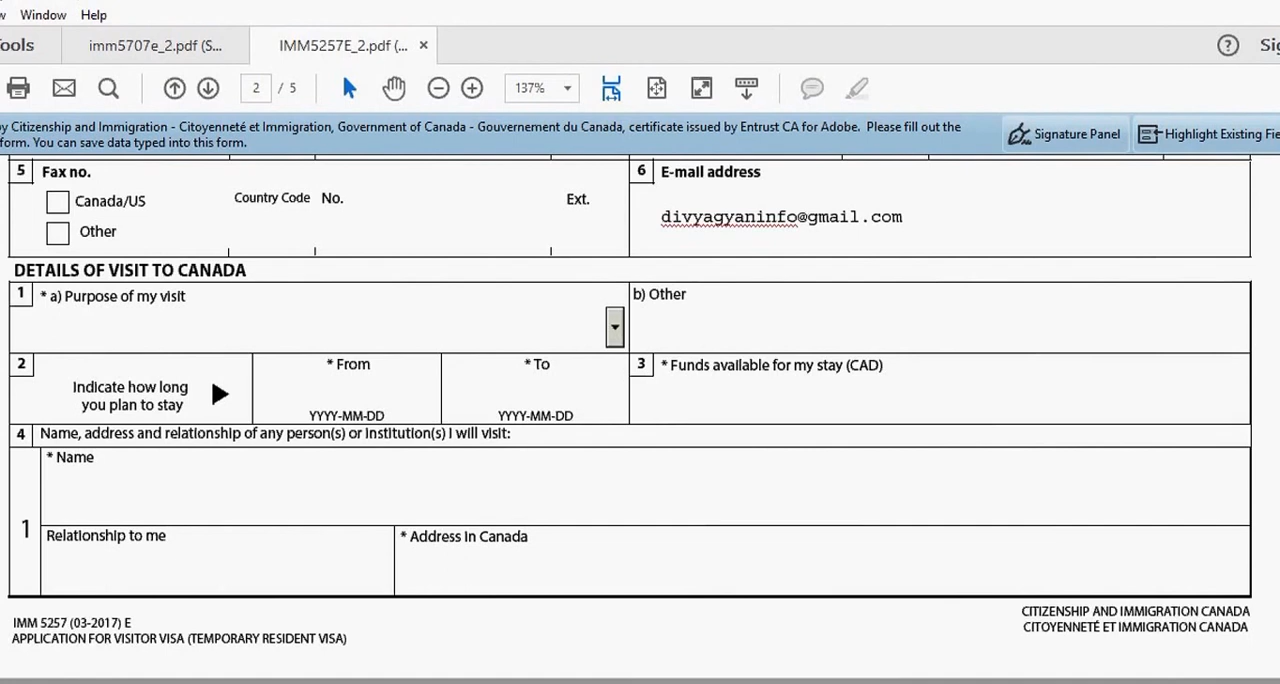 Window Help
ools imm5707e_2.pdf (S... IMM5257E_2.pdf (... × ?
2 / 5 137%
by Citizenship and Immigration - Citoyenneté et Immigration, Government of Canada - Gouvernement du Canada, certificate issued by Entrust CA for Adobe. Please fill out the
form. You can save data typed into this form.
Signature Panel Highlight Existing Fie
5 Fax no. 6 E-mail address
Canada/US Country Code No. Ext.
divyagyaninfo@gmail.com
Other
DETAILS OF VISIT TO CANADA
1 * a) Purpose of my visit b) Other
2 Indicate how long you plan to stay * From * To 3 * Funds available for my stay (CAD)
YYYY-MM-DD YYYY-MM-DD
4 Name, address and relationship of any person(s) or institution(s) I will visit:
* Name
1
Relationship to me * Address in Canada
IMM 5257 (03-2017) E CITIZENSHIP AND IMMIGRATION CANADA
APPLICATION FOR VISITOR VISA (TEMPORARY RESIDENT VISA) CITOYENNETÉ ET IMMIGRATION CANADA